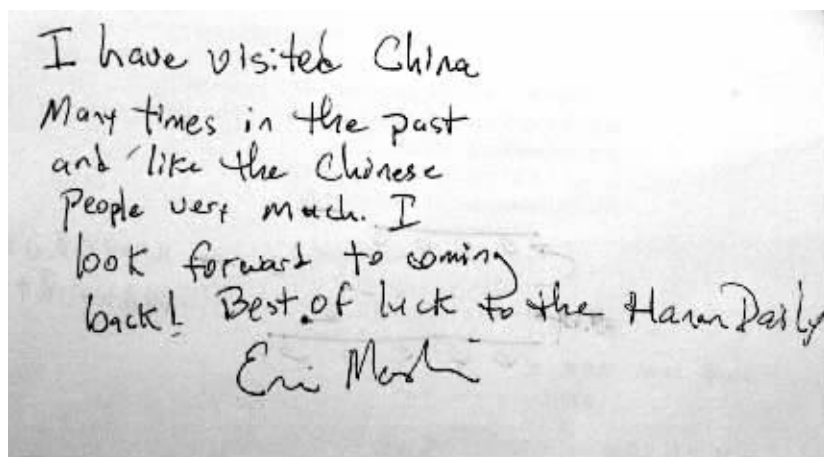 I have visited China
Many times in the past
and like the Chinese
People very much. I
look forward to coming
back! Best of luck to the Henan Daily